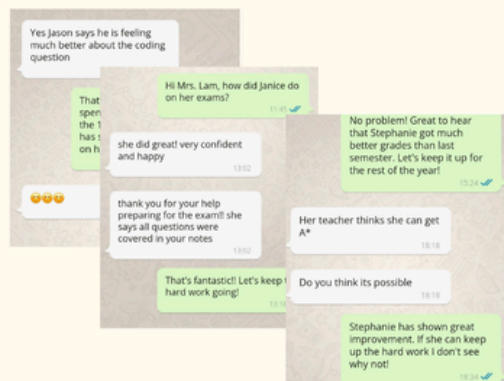 Yes Jason says he is feeling
much better about the coding
question
That
the 1
has s
on h
Hi Mrs. Lam, how did Janice do
on her exams?
11:45
she did great! very confident
and happy
13:02
thank you for your help
preparing for the exam!! she
says all questions were
covered in your notes
13:02
That's fantastic!! Let's keep
hard work going!
No problem! Great to hear
that Stephanie got much
better grades than last
semester. Let's keep it up for
the rest of the year!
15:24
Her teacher thinks she can get
A*
18:18
Do you think its possible
18:18
Stephanie has shown great
improvement. If she can keep
up the hard work I don't see
why not!
18:34